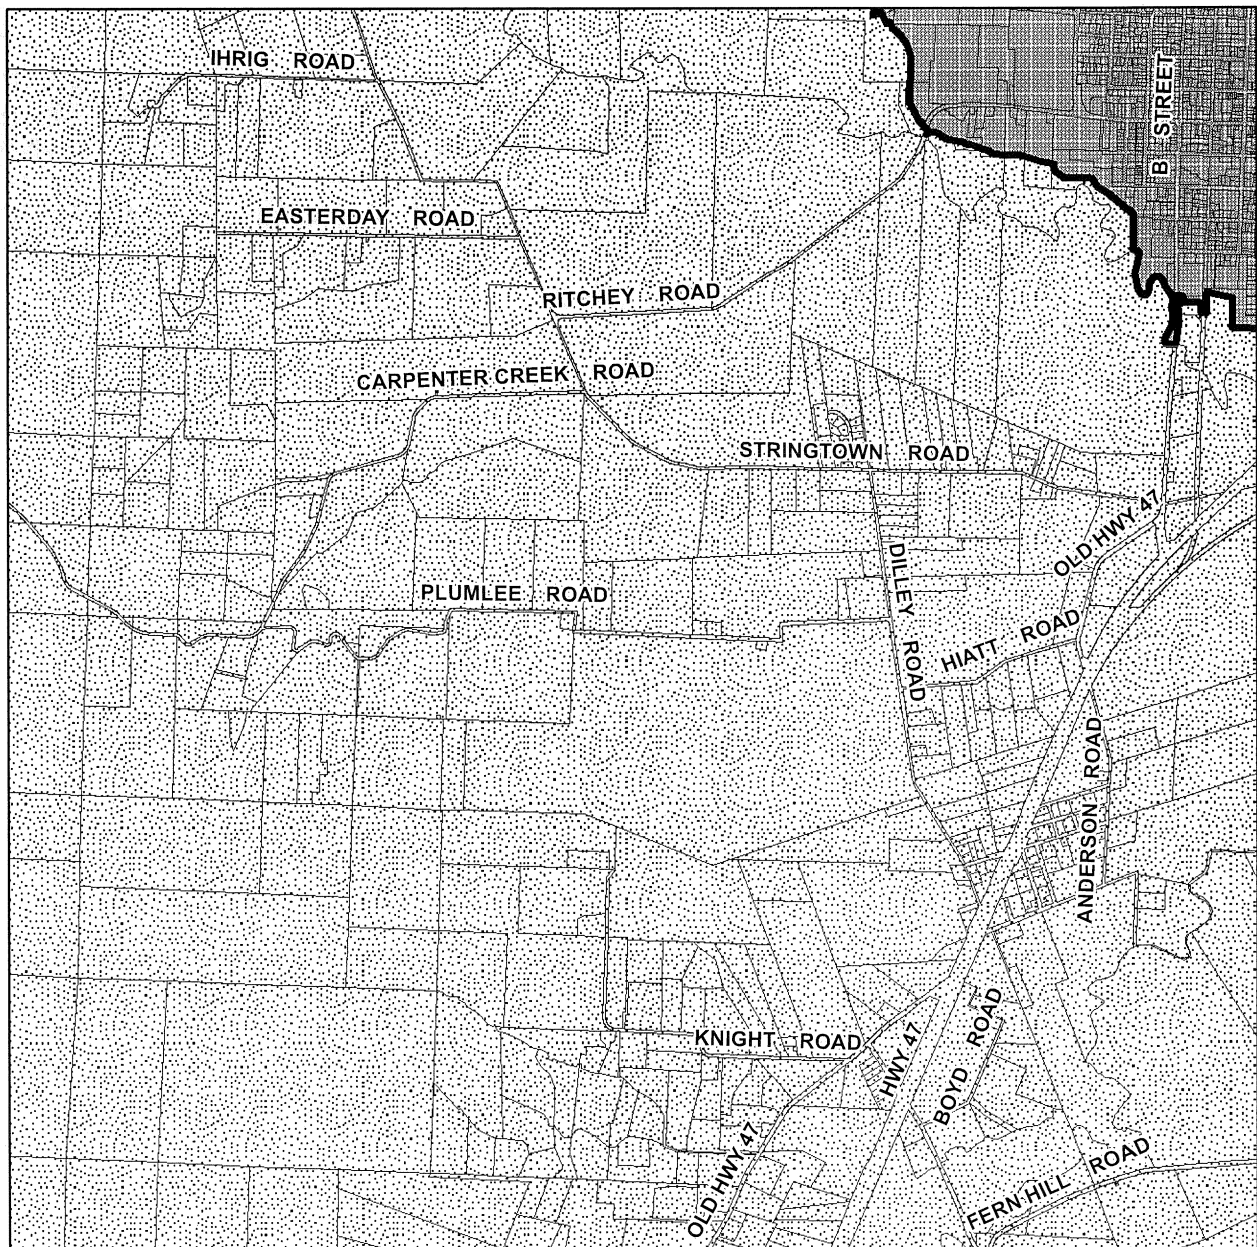 IHRIG ROAD
B STREET
EASTERDAY ROAD
RITCHEY ROAD
CARPENTER CREEK ROAD
STRINGTOWN ROAD
OLD HWY 47
DILLEY ROAD
PLUMLEE ROAD
HIATT ROAD
ANDERSON ROAD
KNIGHT ROAD
HWY 47
BOYD ROAD
OLD HWY 47
FERN HILL ROAD